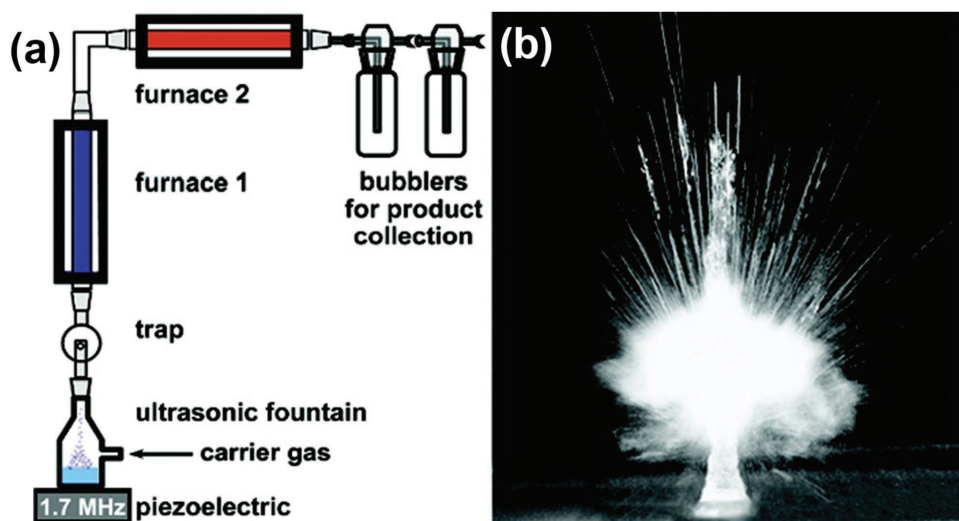 (a)
furnace 2
furnace 1
bubblers
for product
collection
trap
ultrasonic fountain
carrier gas
1.7 MHz piezoelectric
(b)